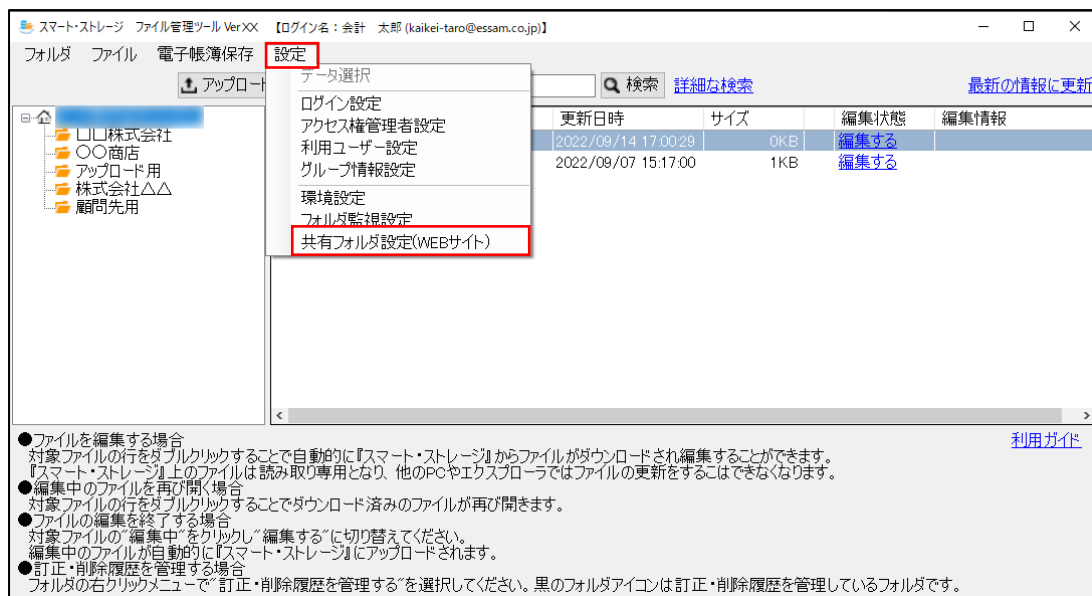 スマート・ストレージ ファイル管理ツール Ver XX 【ログイン名：会計 太郎 (kaikei-taro@essam.co.jp)】
フォルダ ファイル 電子帳簿保存 設定
アップロード 検索 詳細な検索 最新の情報に更新
データ選択
ログイン設定
アクセス権管理者設定
利用ユーザー設定
グループ情報設定
環境設定
フォルダ監視設定
共有フォルダ設定(WEBサイト)
口口株式会社
〇〇商店
アップロード用
株式会社△△
顧問先用
更新日時 サイズ 編集状態 編集情報
2022/09/14 17:00:29 0KB 編集する
2022/09/07 15:17:00 1KB 編集する
利用ガイド
●ファイルを編集する場合
対象ファイルの行をダブルクリックすることで自動的に『スマート・ストレージ』からファイルがダウンロードされ編集することができます。
『スマート・ストレージ』上のファイルは読み取り専用となり、他のPCやエクスプローラではファイルの更新をするこはできなくなります。
●編集中のファイルを再び開く場合
対象ファイルの行をダブルクリックすることでダウンロード済みのファイルが再び開きます。
●ファイルの編集を終了する場合
対象ファイルの"編集中"をクリックし"編集する"に切り替えてください。
編集中のファイルが自動的に『スマート・ストレージ』にアップロードされます。
●訂正・削除履歴を管理する場合
フォルダの右クリックメニューで"訂正・削除履歴を管理する"を選択してください。黒のフォルダアイコンは訂正・削除履歴を管理しているフォルダです。